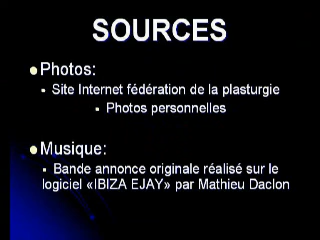 SOURCES
Photos:
Site Internet fédération de la plasturgie
Photos personnelles
Musique:
Bande annonce originale réalisé sur le
logiciel «IBIZA EJAY» par Mathieu Daclon